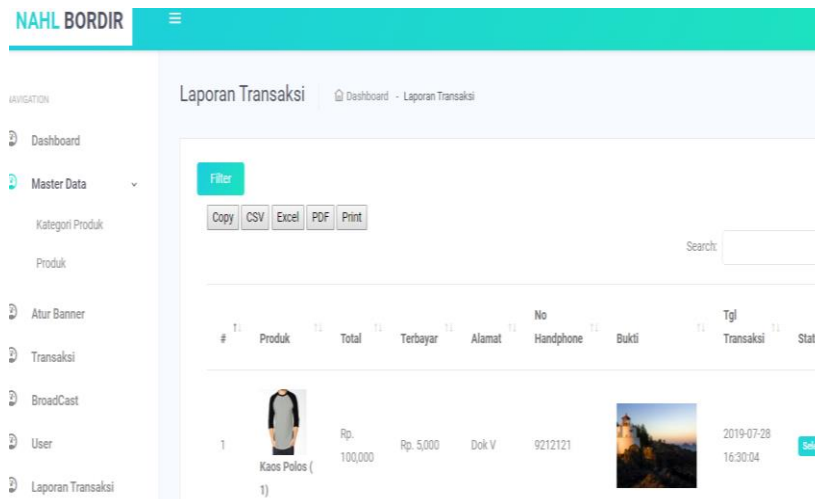 NAHL BORDIR
Laporan Transaksi
Dashboard - Laporan Transaksi
Dashboard
Master Data
Kategori Produk
Produk
Atur Banner
Transaksi
BroadCast
User
Laporan Transaksi
Filter
Copy CSV Excel PDF Print
Search:
# Produk Total Terbayar Alamat No Handphone Bukti Tgl Transaksi
1 Kaos Polos ( 1) Rp. 100,000 Rp. 5,000 Dok V 9212121 2019-07-28 16:30:04